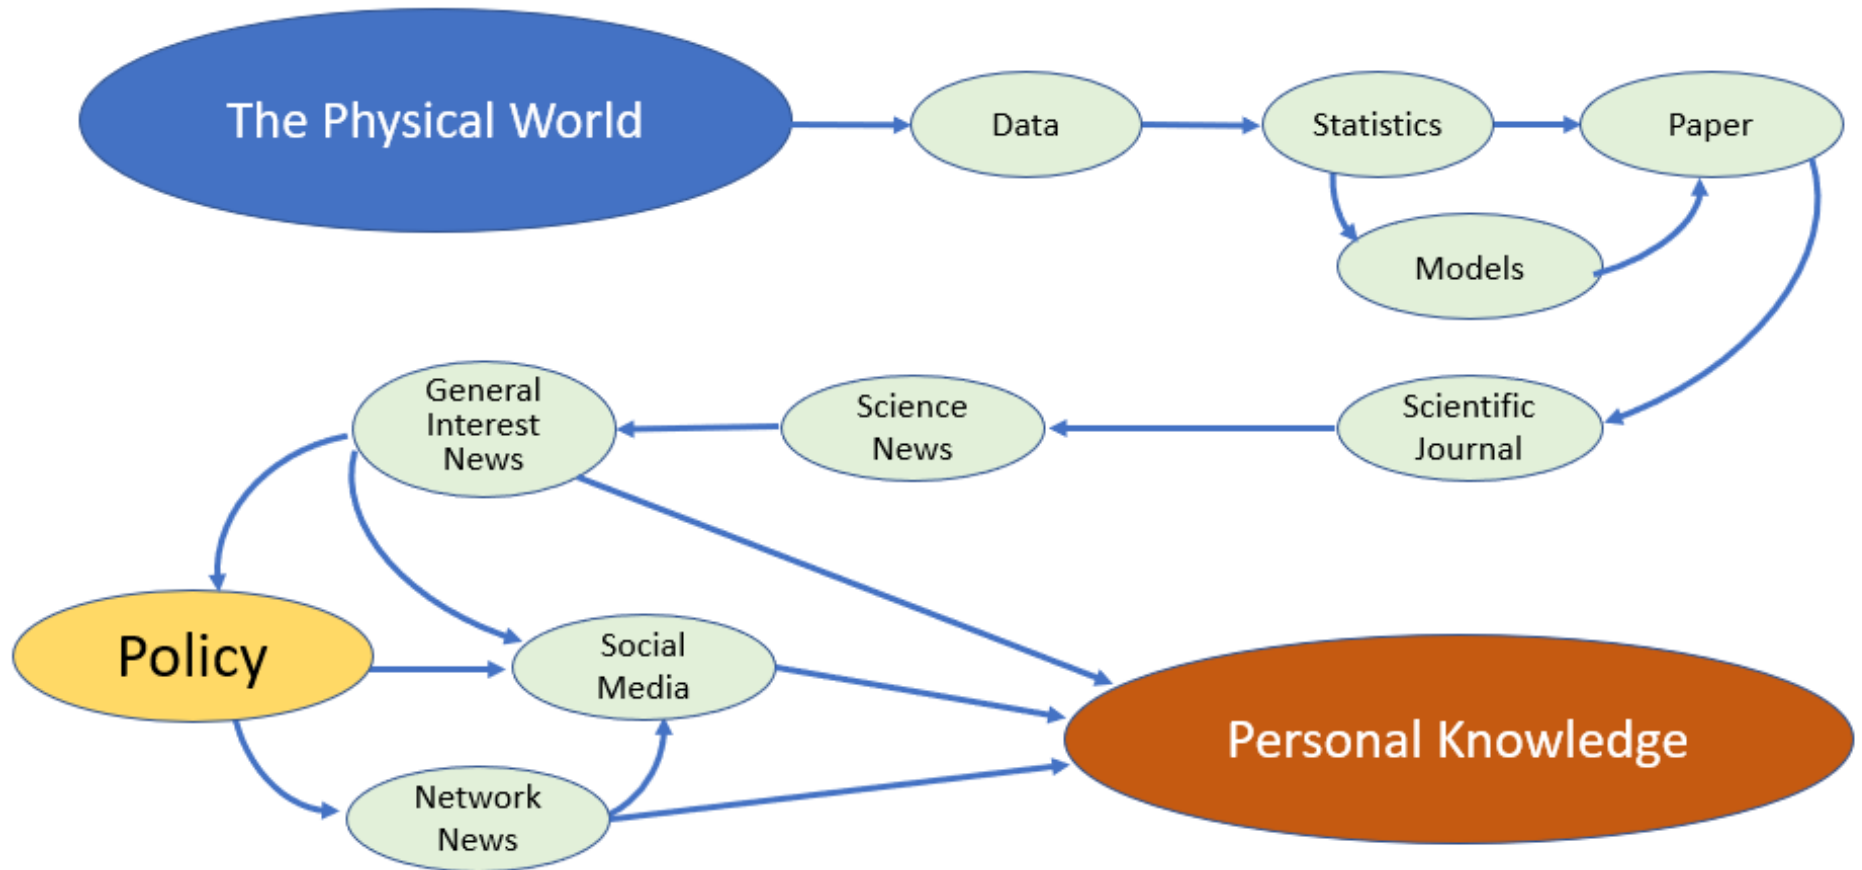 The Physical World
Data
Statistics
Paper
Models
General
Interest
News
Science
News
Scientific
Journal
Policy
Social
Media
Personal Knowledge
Network
News